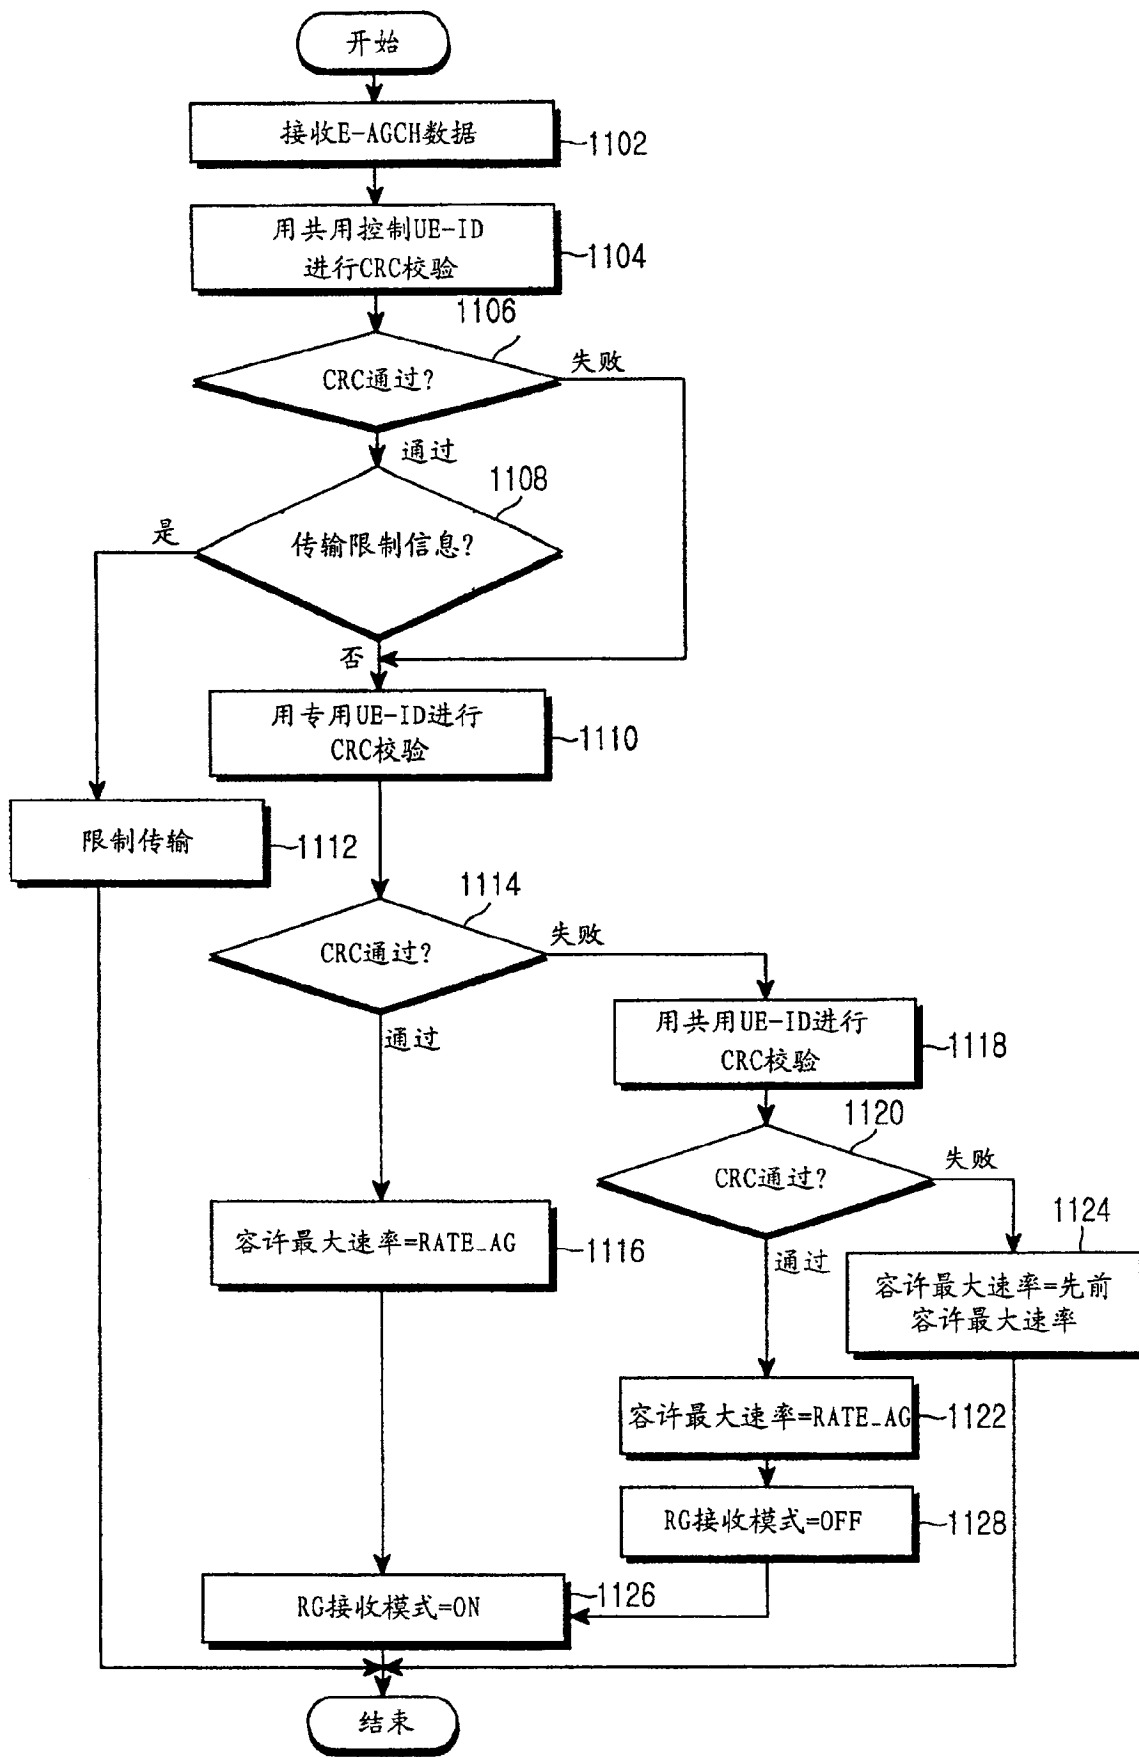 开始
接收E-AGCH数据
1102
用共用控制UE-ID
进行CRC校验
1104
1106
CRC通过?
失败
通过
1108
传输限制信息?
是
否
用专用UE-ID进行
CRC校验
1110
限制传输
1112
1114
CRC通过?
失败
通过
用共用UE-ID进行
CRC校验
1118
1120
CRC通过?
失败
通过
1124
容许最大速率=先前
容许最大速率
容许最大速率=RATE_AG
1116
容许最大速率=RATE_AG
1122
RG接收模式=OFF
1128
RG接收模式=ON
1126
结束